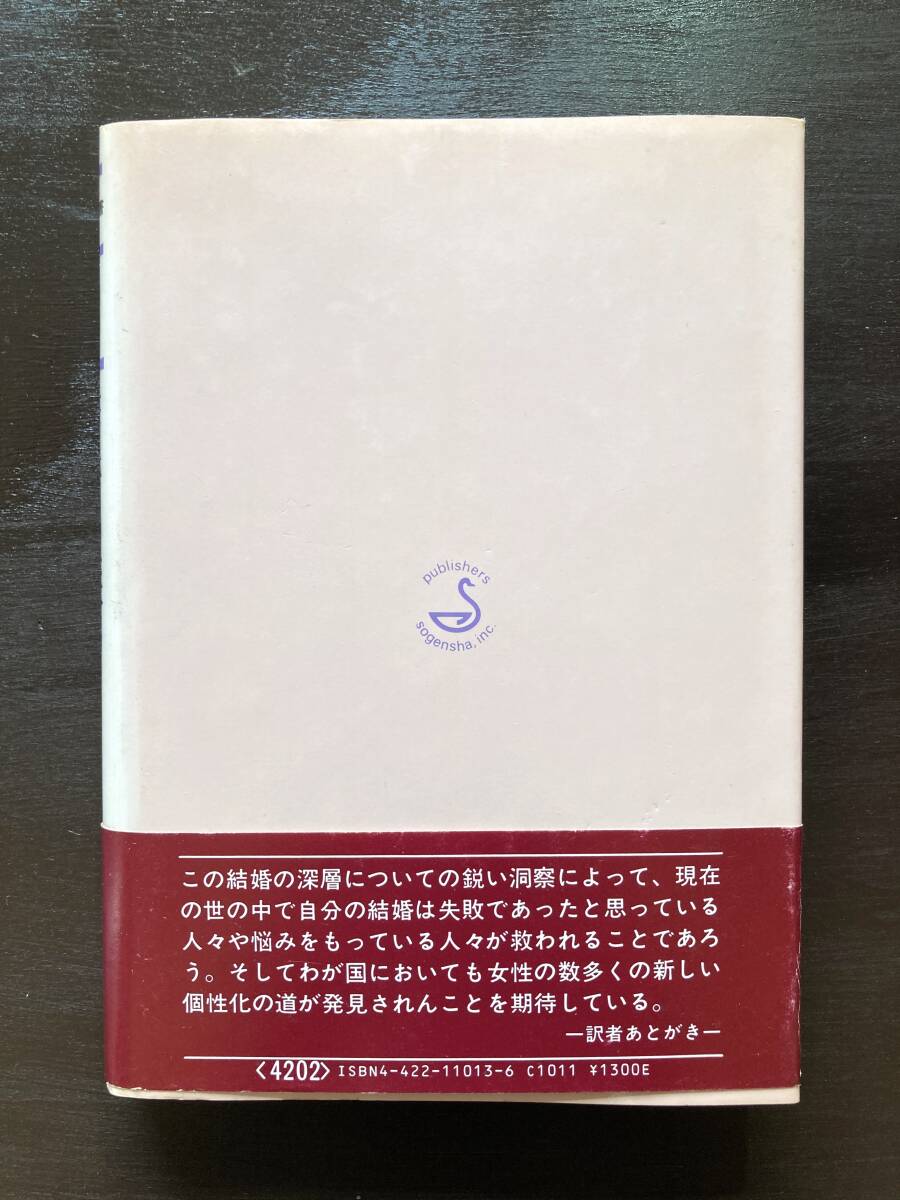 publishers
sogensha, inc.
この結婚の深層についての鋭い洞察によって、現在
の世の中で自分の結婚は失敗であったと思っている
人々や悩みをもっている人々が救われることであろ
う。そしてわが国においても女性の数多くの新しい
個性化の道が発見されんことを期待している。
—訳者あとがき—
〈4202〉 ISBN4-422-11013-6 C1011 ¥1300E